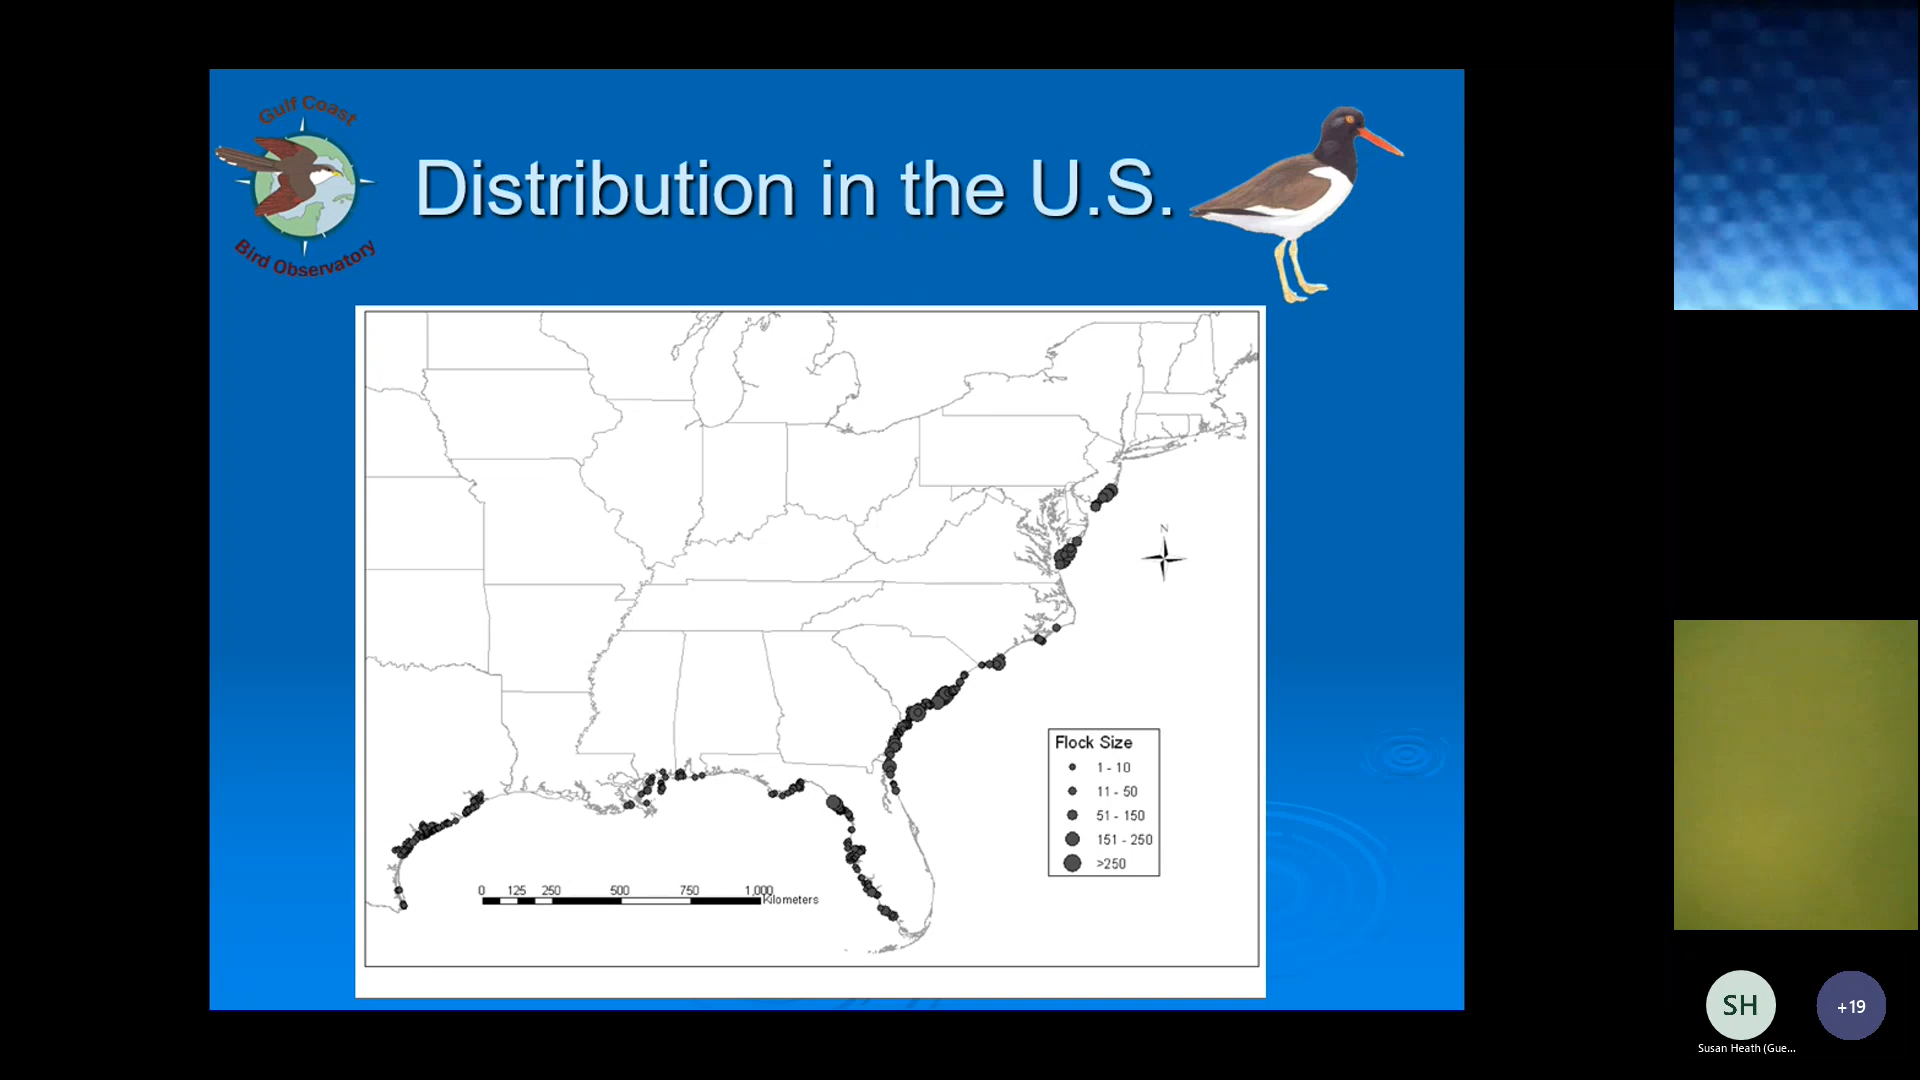 Gulf Coast
Bird Observatory
Distribution in the U.S.
N
Flock Size
1 - 10
11 - 50
51 - 150
151 - 250
>250
0 125 250 500 750 1,000
Kilometers
SH
+19
Susan Heath (Gue...